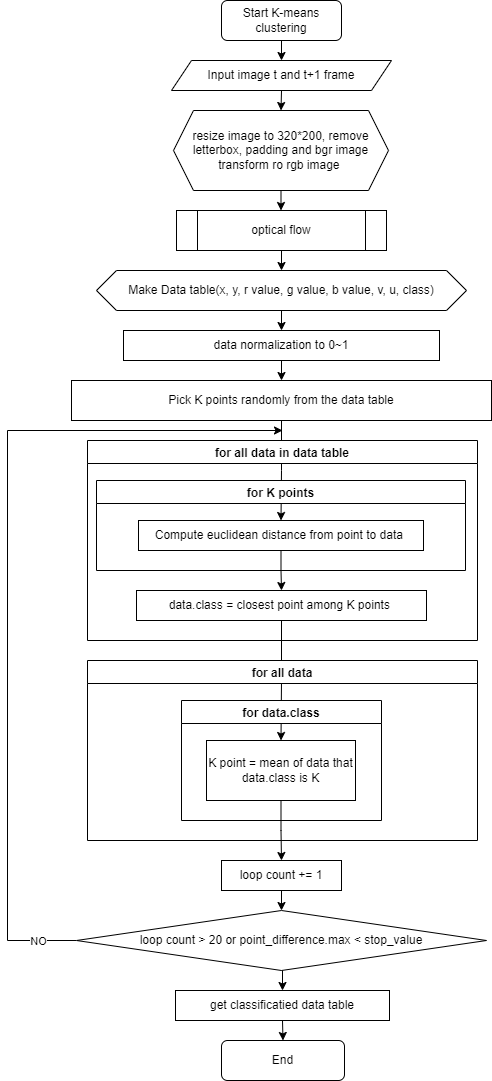 Start K-means
clustering
Input image t and t+1 frame
resize image to 320*200, remove
letterbox, padding and bgr image
transform ro rgb image
optical flow
Make Data table(x, y, r value, g value, b value, v, u, class)
data normalization to 0~1
Pick K points randomly from the data table
for all data in data table
for K points
Compute euclidean distance from point to data
data.class = closest point among K points
for all data
for data.class
K point = mean of data that
data.class is K
loop count += 1
loop count > 20 or point_difference.max < stop_value
NO
get classificatied data table
End